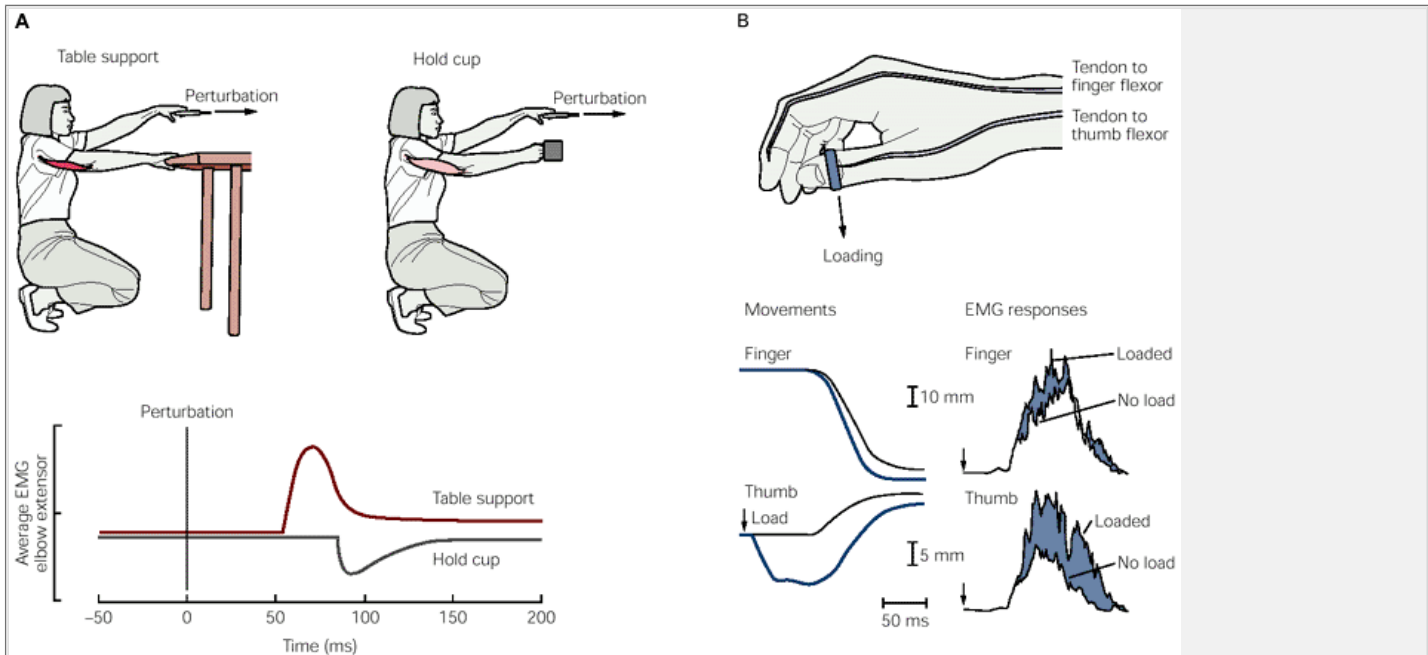 A
Table support
Perturbation
Hold cup
Perturbation
Perturbation
Average EMG
elbow extensor
Table support
Hold cup
–50
0
50
100
150
200
Time (ms)
B
Tendon to
finger flexor
Tendon to
thumb flexor
Loading
Movements
Finger
10 mm
Thumb
Load
5 mm
50 ms
EMG responses
Finger
Loaded
No load
Thumb
Loaded
No load